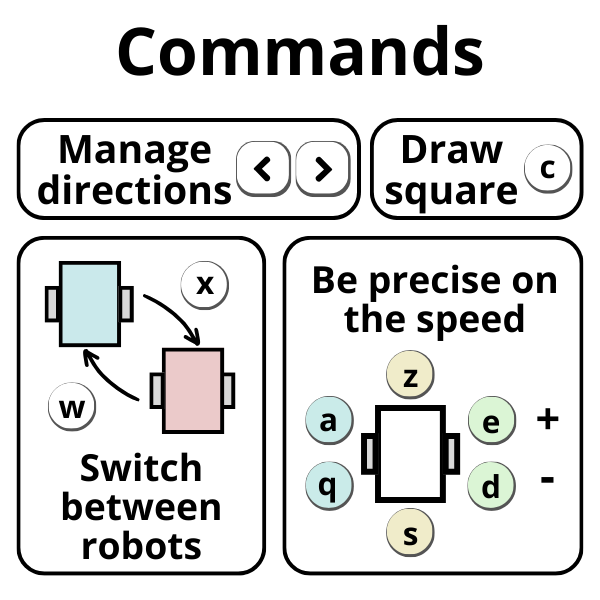 Commands
Manage
directions
< >
Draw
square
c
x
w
Switch
between
robots
Be precise on
the speed
z
a e +
q d -
s